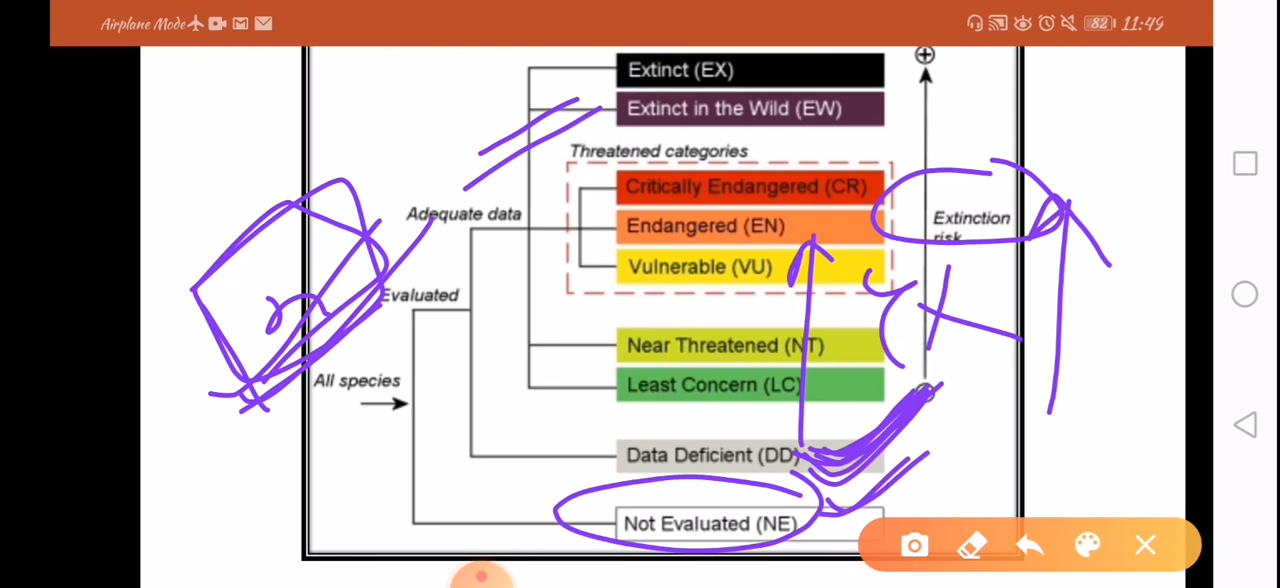 Airplane Mode 82 11:49
Extinct (EX)
Extinct in the Wild (EW)
Threatened categories
Critically Endangered (CR)
Adequate data
Endangered (EN)
Extinction
risk
Vulnerable (VU)
Evaluated
Near Threatened (NT)
All species
Least Concern (LC)
Data Deficient (DD)
Not Evaluated (NE)